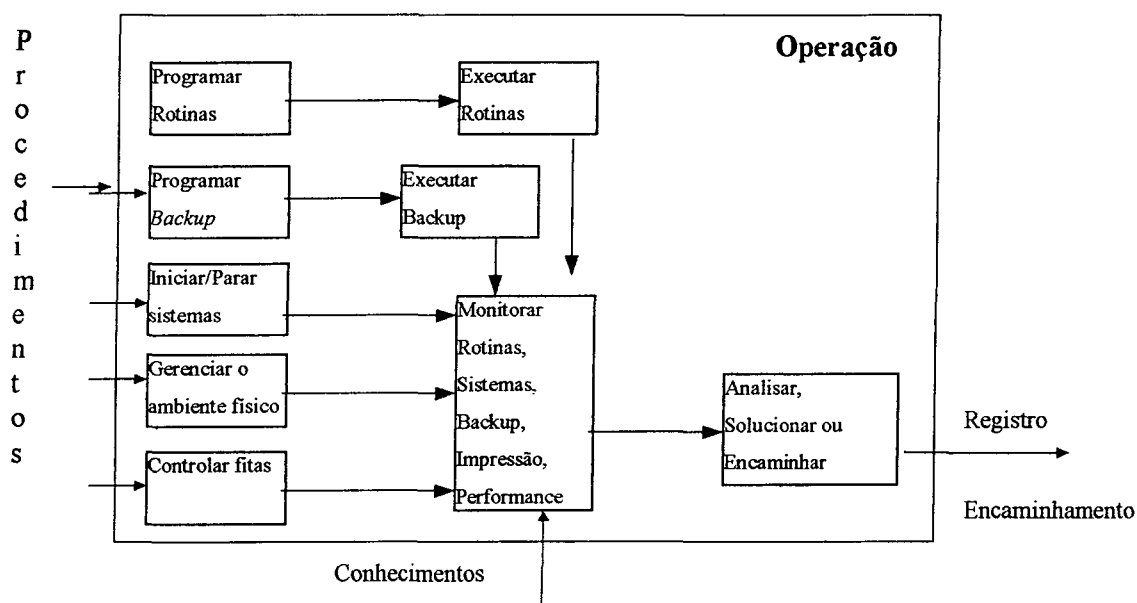 Procedimentos
Operação
Programar
Rotinas
Executar
Rotinas
Programar
Backup
Executar
Backup
Iniciar/Parar
sistemas
Gerenciar o
ambiente físico
Controlar fitas
Monitorar
Rotinas,
Sistemas,
Backup,
Impressão,
Performance
Analisar,
Solucionar ou
Encaminhar
Registro
Encaminhamento
Conhecimentos